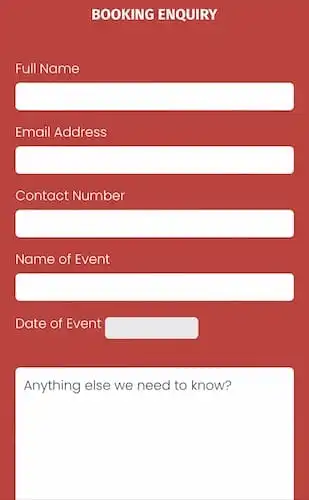 BOOKING ENQUIRY
Full Name
Email Address
Contact Number
Name of Event
Date of Event
Anything else we need to know?